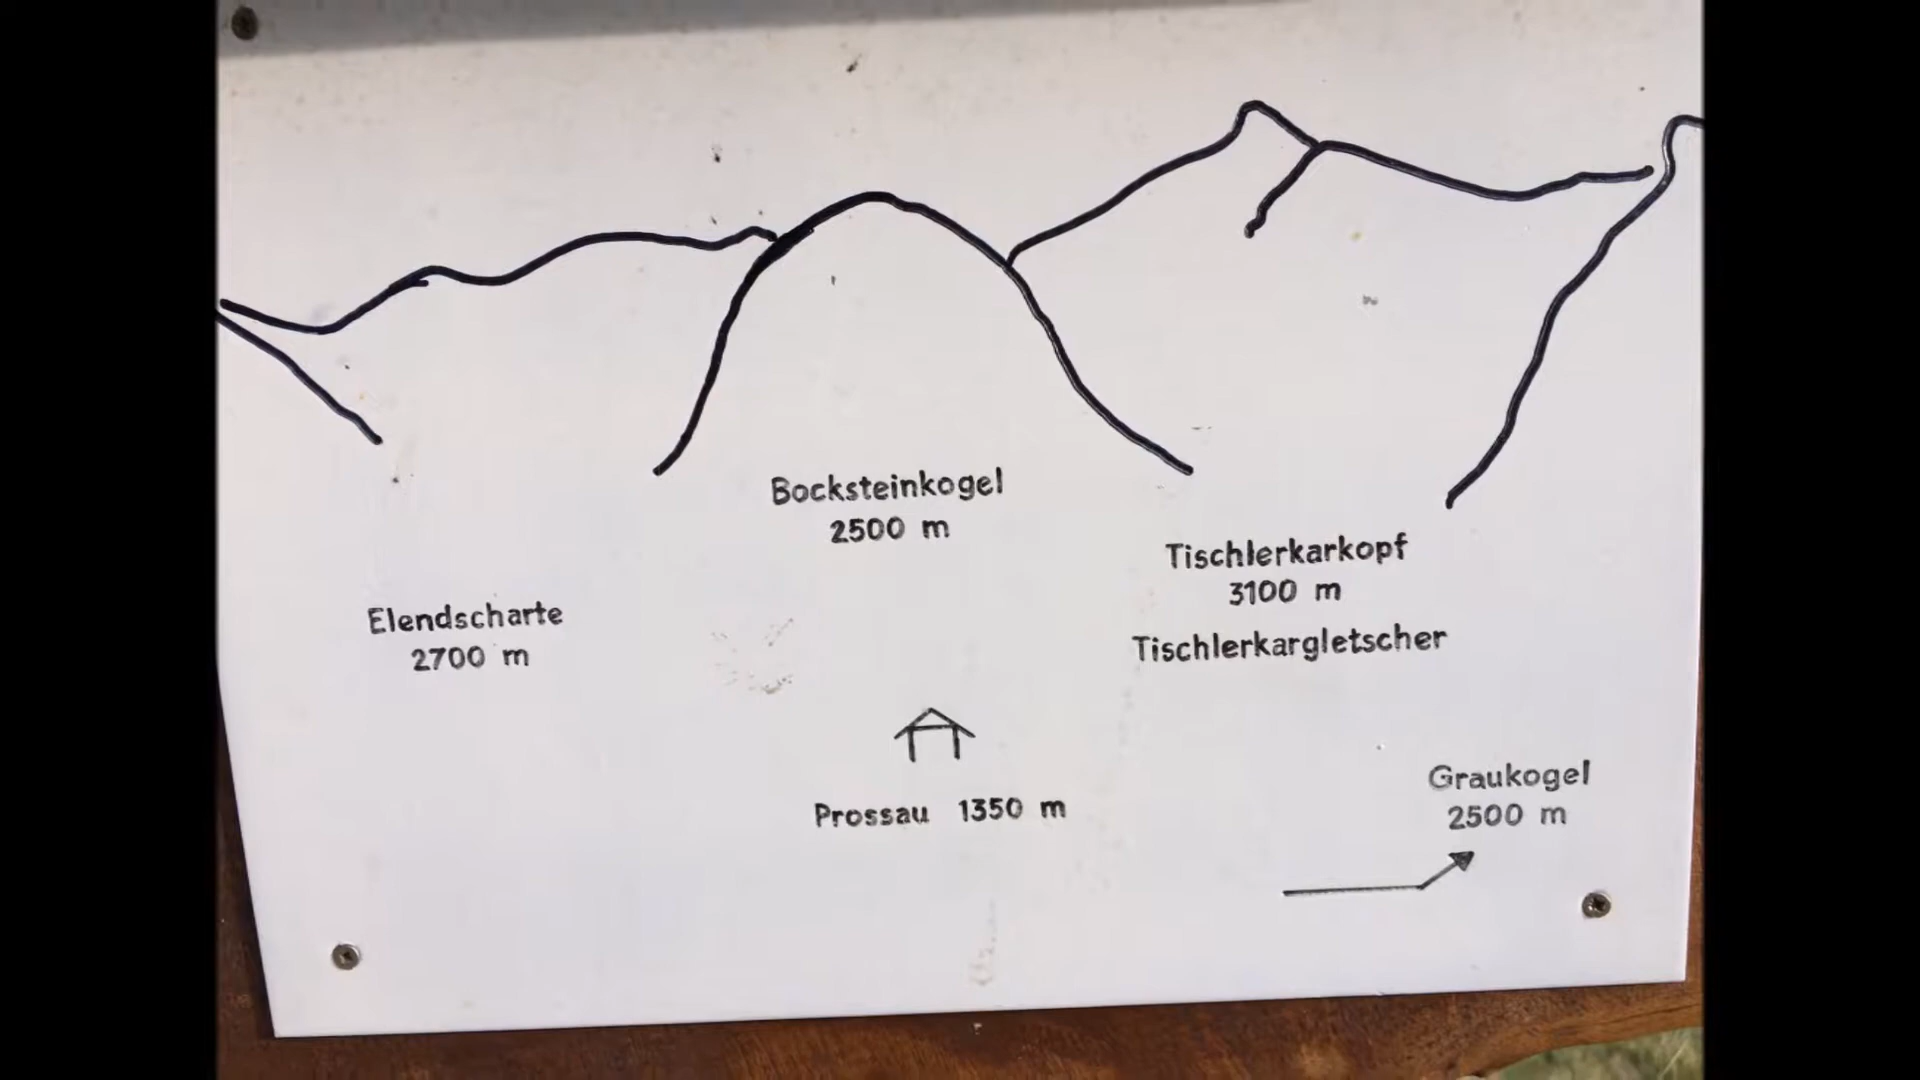 Bocksteinkogel
2500 m
Tischlerkarkopf
3100 m
Tischlerkargletscher
Elendscharte
2700 m
Prossau 1350 m
Graukogel
2500 m